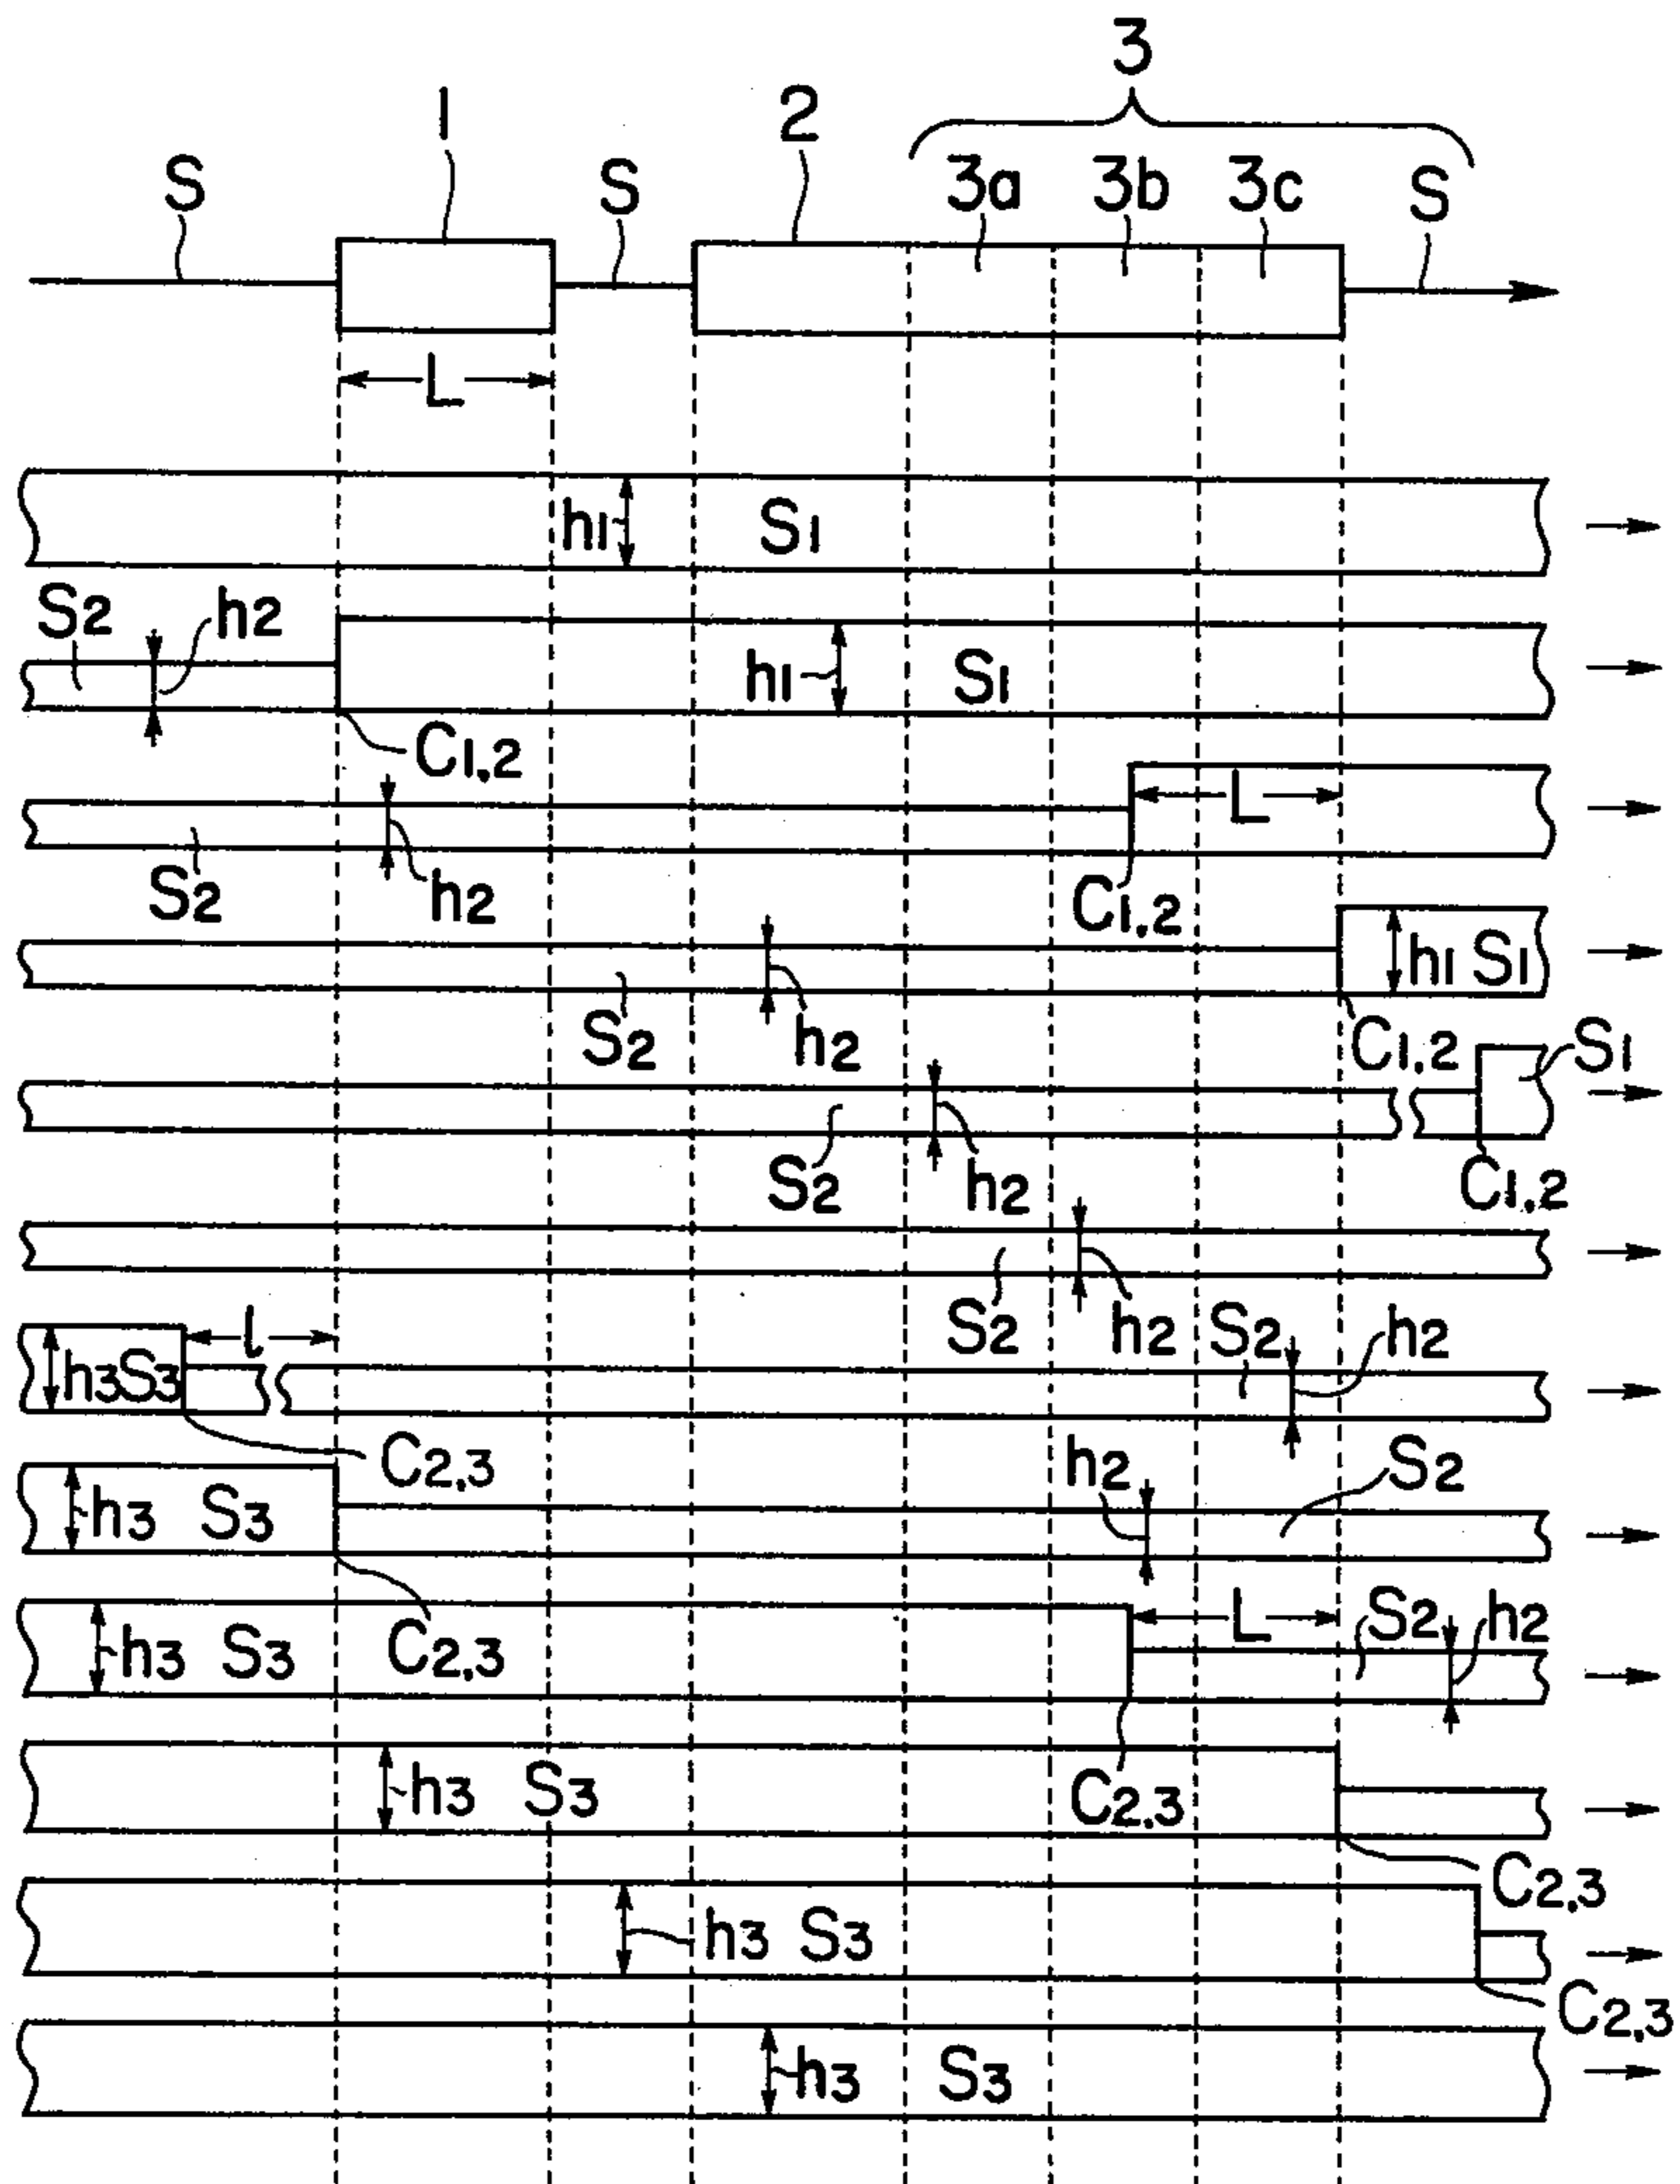 3
1 2
S S 3a 3b 3c S
L
h1 S1
S2 h2 h1 S1
C1,2
L
S2 h2 C1,2
h1 S1
S2 h2 C1,2 S1
S2 h2 C1,2
S2 h2
l S2 h2
h3 S3
C2,3 h2 S2
h3 S3
L S2 h2
h3 S3 C2,3
h3 S3 C2,3
C2,3
h3 S3
C2,3
h3 S3